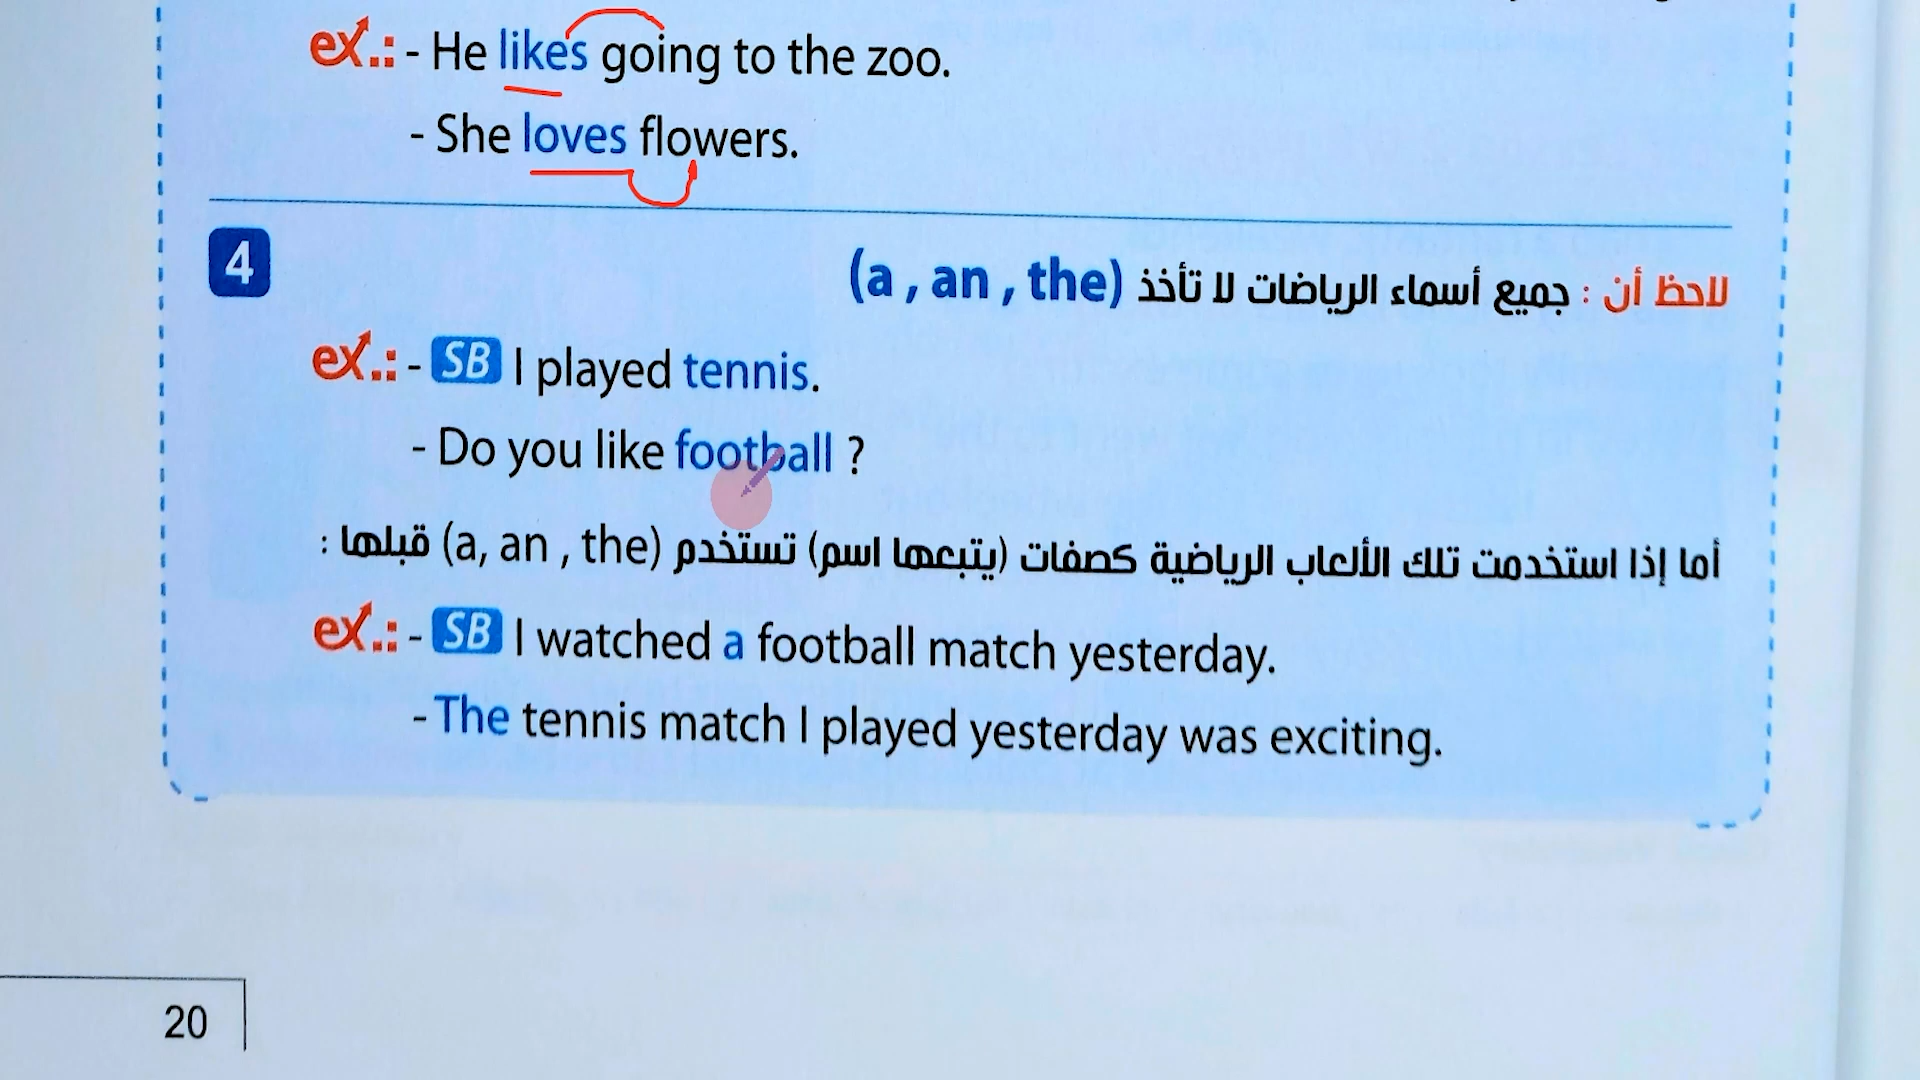 ex.: - He likes going to the zoo.
- She loves flowers.
4
لاحظ أن : جميع أسماء الرياضات لا تأخذ (a , an , the)
ex.: - SB I played tennis.
- Do you like football ?
أما إذا استخدمت تلك الألعاب الرياضية كصفات (يتبعها اسم) تستخدم (a, an , the) قبلها :
ex.: - SB I watched a football match yesterday.
- The tennis match I played yesterday was exciting.
20